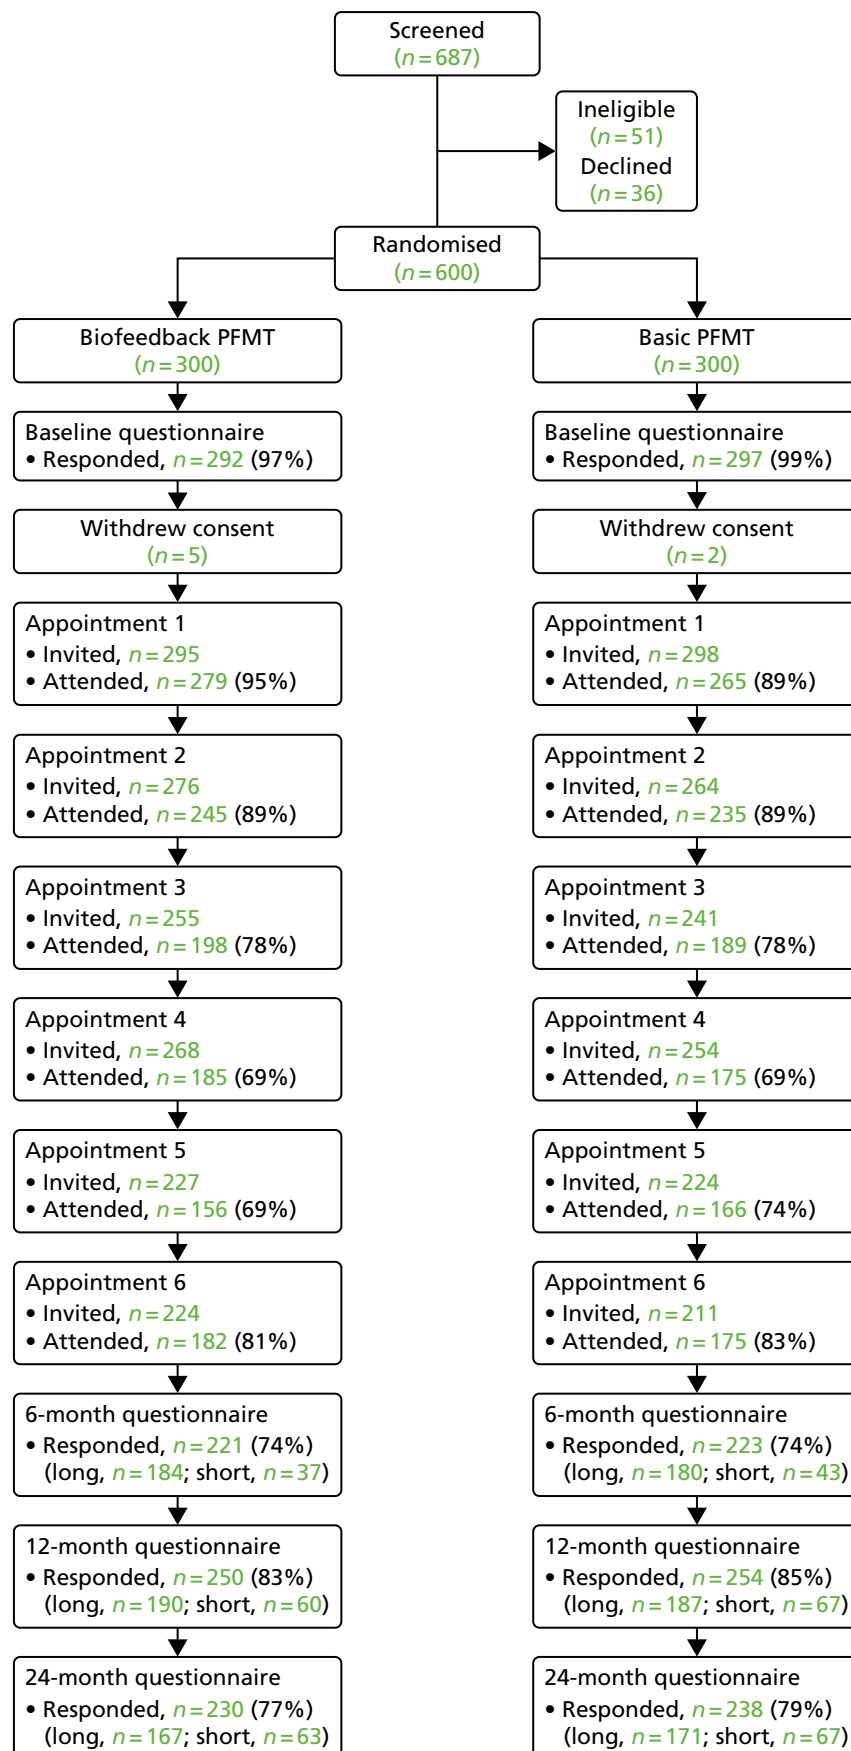 Screened
(n=687)
Ineligible
(n=51)
Declined
(n=36)
Randomised
(n=600)
Biofeedback PFMT
(n=300)
Baseline questionnaire
• Responded, n=292 (97%)
Withdrew consent
(n=5)
Appointment 1
• Invited, n=295
• Attended, n=279 (95%)
Appointment 2
• Invited, n=276
• Attended, n=245 (89%)
Appointment 3
• Invited, n=255
• Attended, n=198 (78%)
Appointment 4
• Invited, n=268
• Attended, n=185 (69%)
Appointment 5
• Invited, n=227
• Attended, n=156 (69%)
Appointment 6
• Invited, n=224
• Attended, n=182 (81%)
6-month questionnaire
• Responded, n=221 (74%)
(long, n=184; short, n=37)
12-month questionnaire
• Responded, n=250 (83%)
(long, n=190; short, n=60)
24-month questionnaire
• Responded, n=230 (77%)
(long, n=167; short, n=63)
Basic PFMT
(n=300)
Baseline questionnaire
• Responded, n=297 (99%)
Withdrew consent
(n=2)
Appointment 1
• Invited, n=298
• Attended, n=265 (89%)
Appointment 2
• Invited, n=264
• Attended, n=235 (89%)
Appointment 3
• Invited, n=241
• Attended, n=189 (78%)
Appointment 4
• Invited, n=254
• Attended, n=175 (69%)
Appointment 5
• Invited, n=224
• Attended, n=166 (74%)
Appointment 6
• Invited, n=211
• Attended, n=175 (83%)
6-month questionnaire
• Responded, n=223 (74%)
(long, n=180; short, n=43)
12-month questionnaire
• Responded, n=254 (85%)
(long, n=187; short, n=67)
24-month questionnaire
• Responded, n=238 (79%)
(long, n=171; short, n=67)